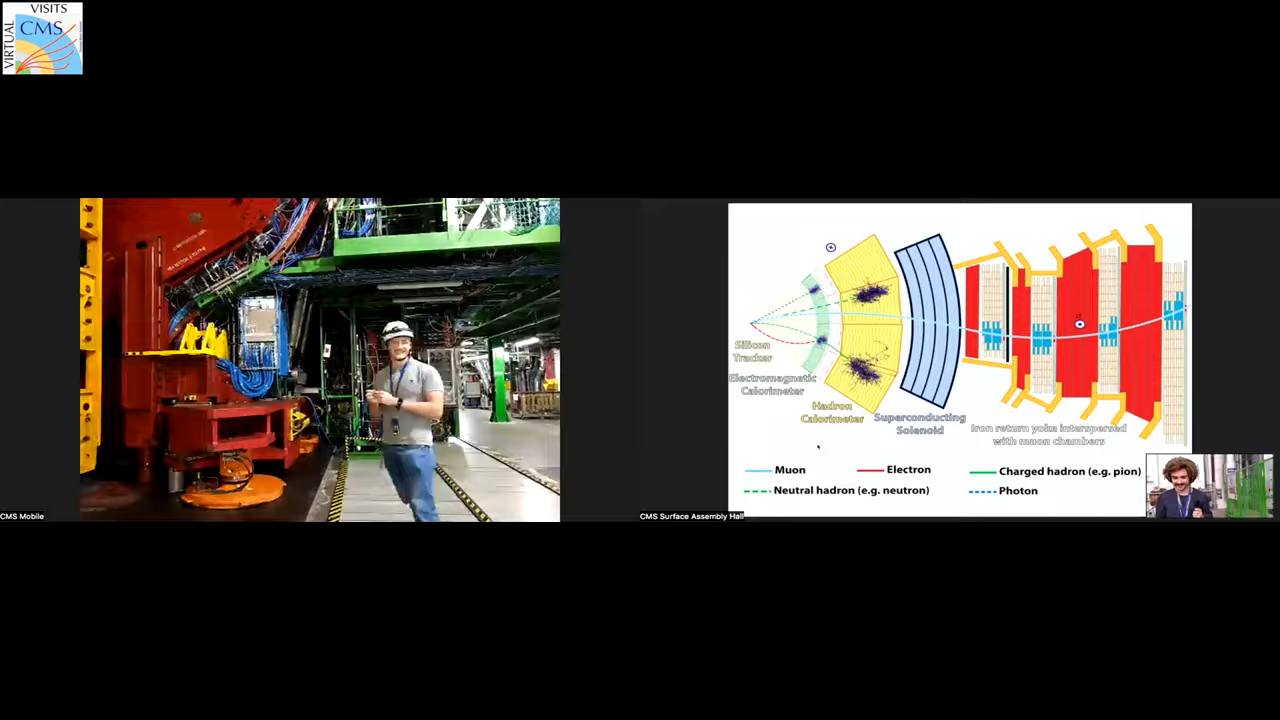 VISITS
CMS
VIRTUAL
CMS Mobile
Silicon
Tracker
Electromagnetic
Calorimeter
Hadron
Calorimeter
Superconducting
Solenoid
Iron return yoke interspersed
with muon chambers
Muon
Electron
Charged hadron (e.g. pion)
Neutral hadron (e.g. neutron)
Photon
CMS Surface Assembly Hall